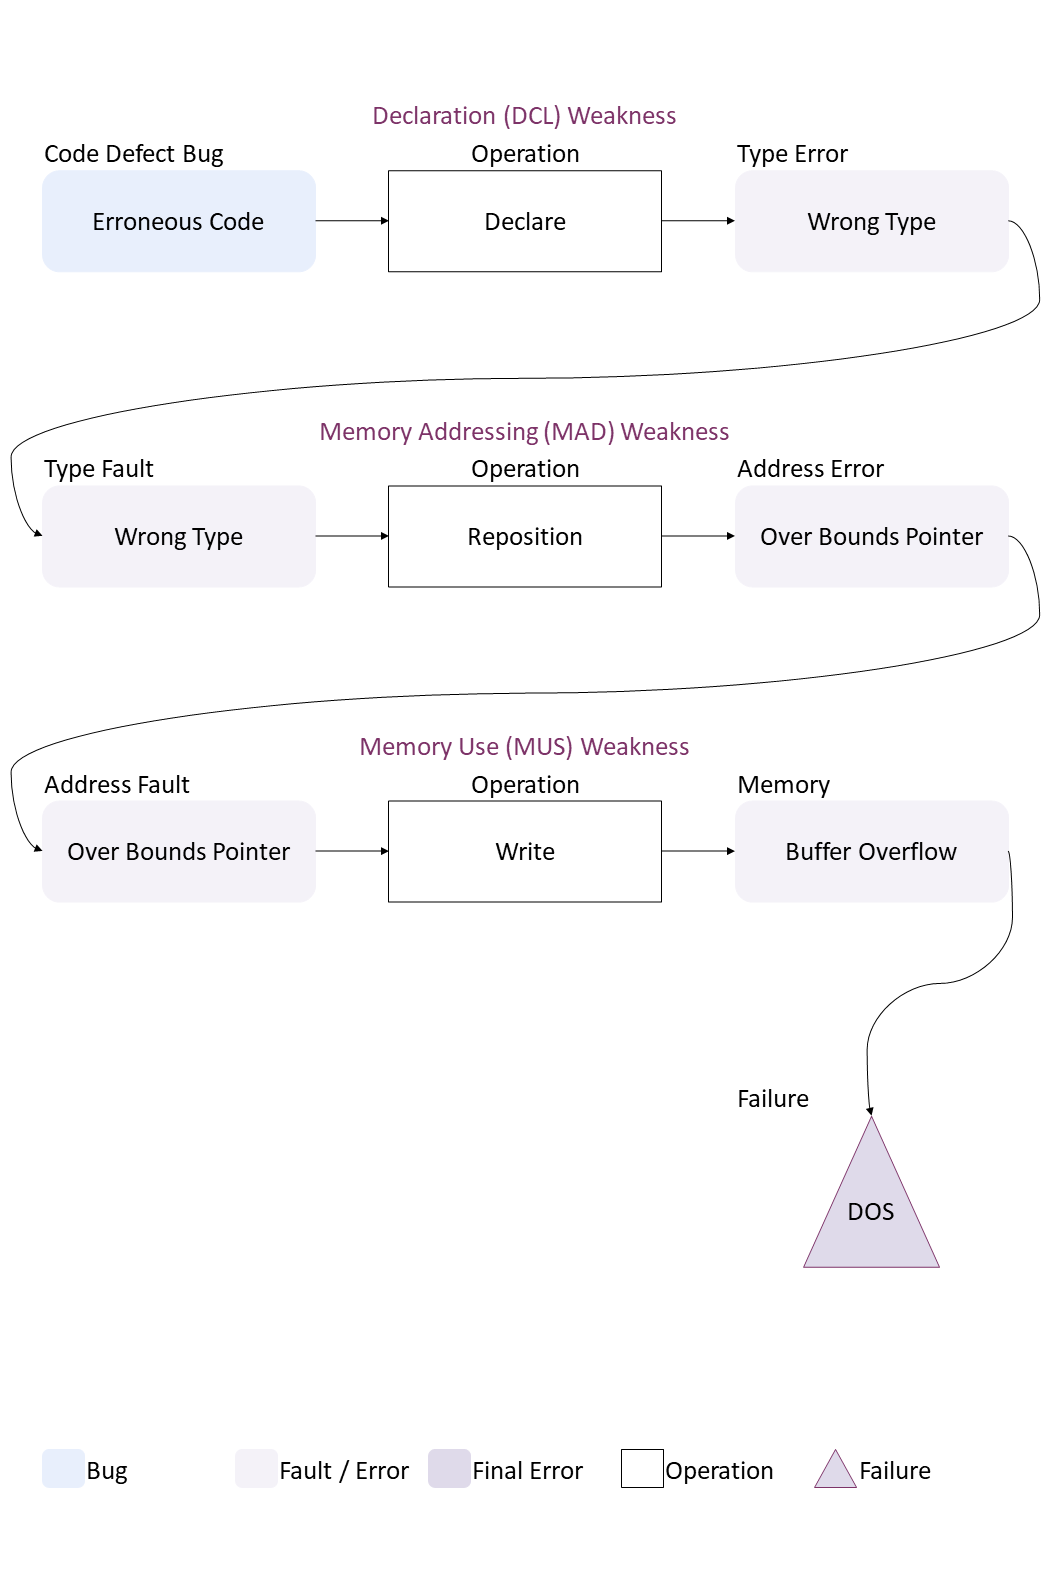 Declaration (DCL) Weakness
Code Defect Bug
Operation
Type Error
Erroneous Code
Declare
Wrong Type
Memory Addressing (MAD) Weakness
Type Fault
Operation
Address Error
Wrong Type
Reposition
Over Bounds Pointer
Memory Use (MUS) Weakness
Address Fault
Operation
Memory
Over Bounds Pointer
Write
Buffer Overflow
Failure
DOS
Bug
Fault / Error
Final Error
Operation
Failure